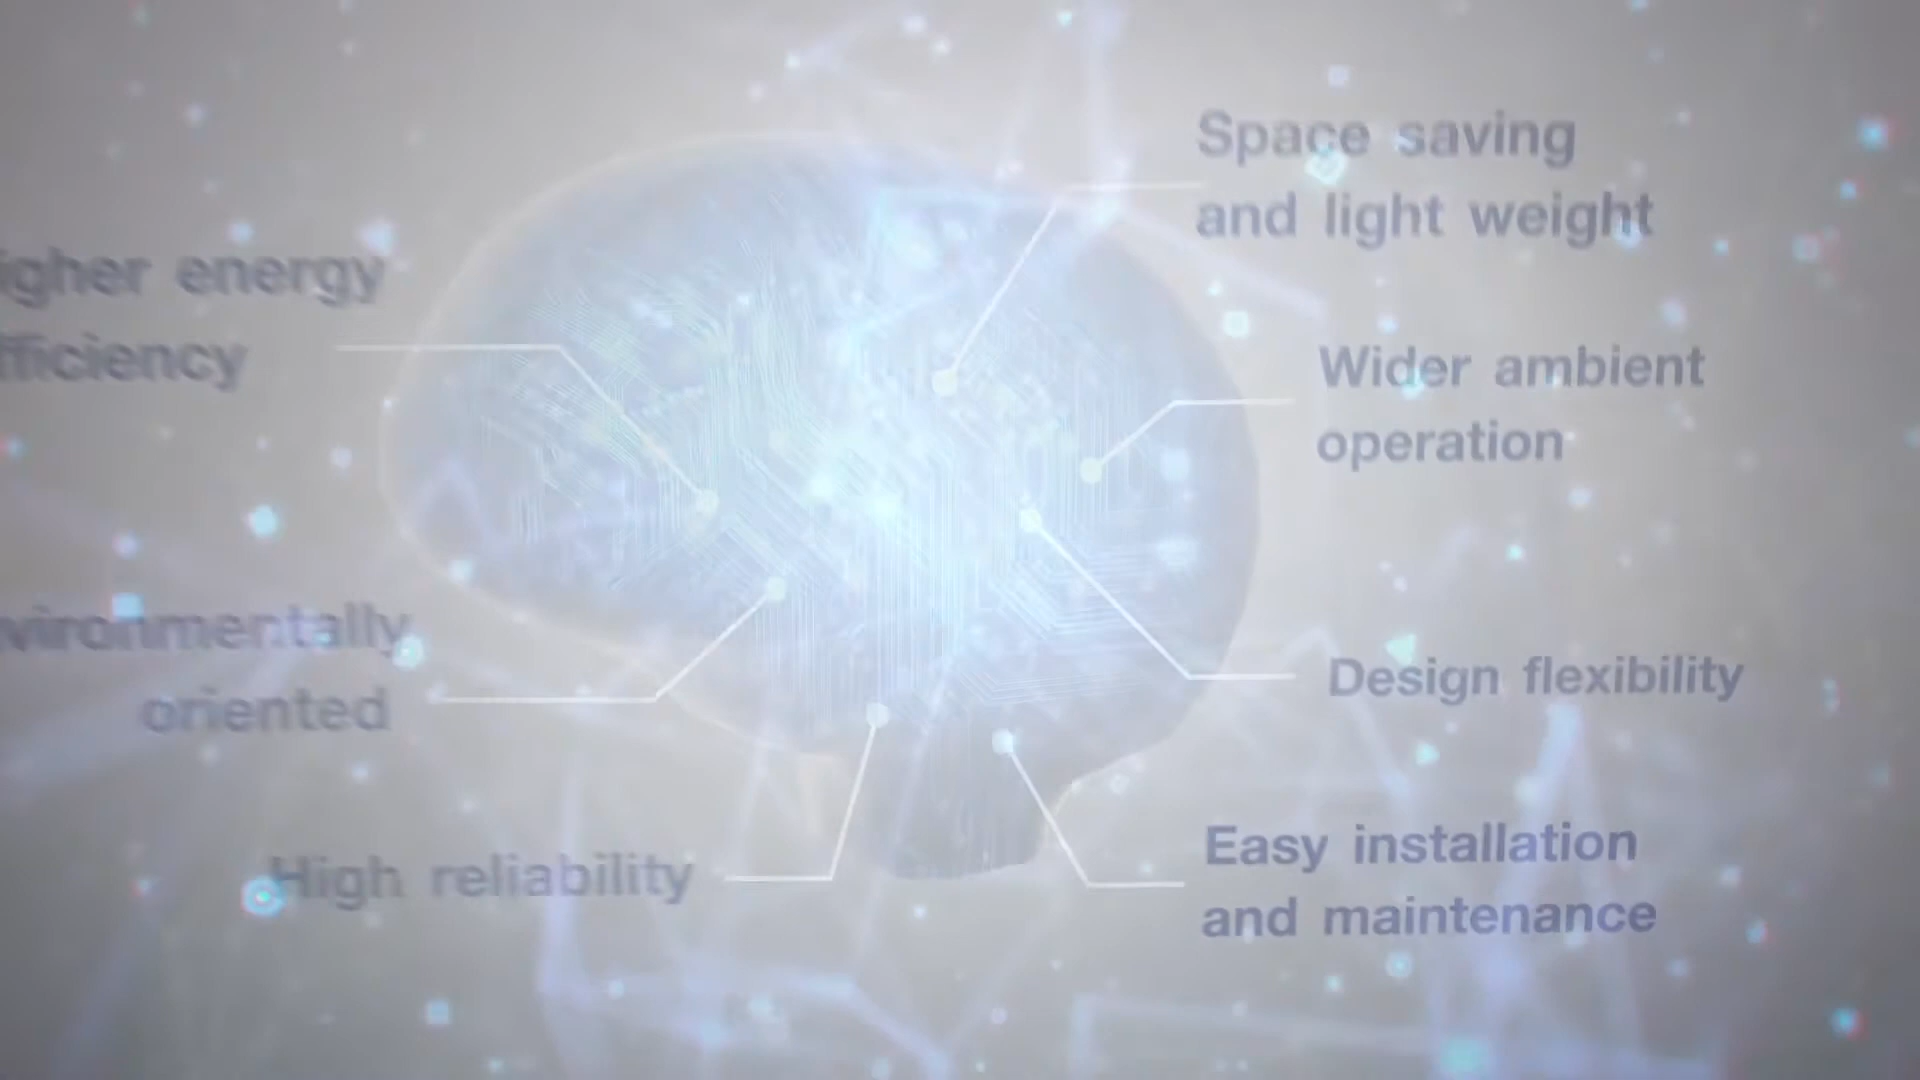 Space saving
and light weight
igher energy
fficiency
Wider ambient
operation
nvironmentally
oriented
Design flexibility
High reliability
Easy installation
and maintenance